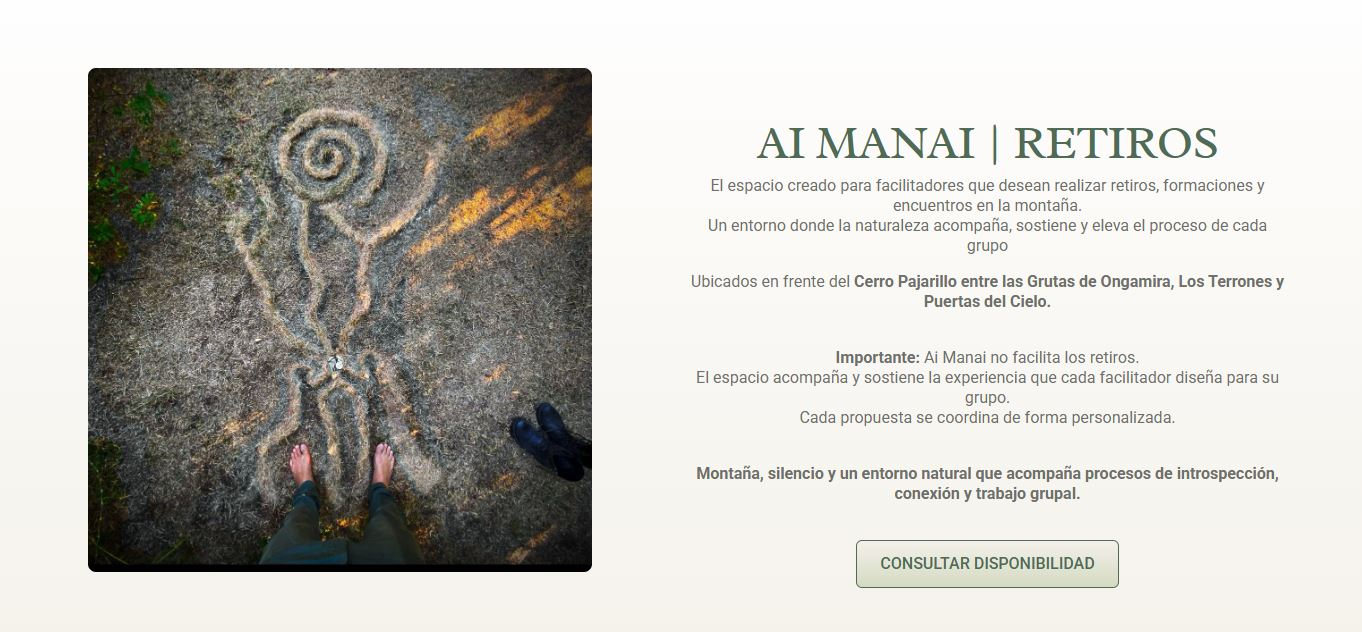 AI MANAI | RETIROS
El espacio creado para facilitadores que desean realizar retiros, formaciones y
encuentros en la montaña.
Un entorno donde la naturaleza acompaña, sostiene y eleva el proceso de cada
grupo
Ubicados en frente del Cerro Pajarillo entre las Grutas de Ongamira, Los Terrones y
Puertas del Cielo.
Importante: Ai Manai no facilita los retiros.
El espacio acompaña y sostiene la experiencia que cada facilitador diseña para su
grupo.
Cada propuesta se coordina de forma personalizada.
Montaña, silencio y un entorno natural que acompaña procesos de introspección,
conexión y trabajo grupal.
CONSULTAR DISPONIBILIDAD